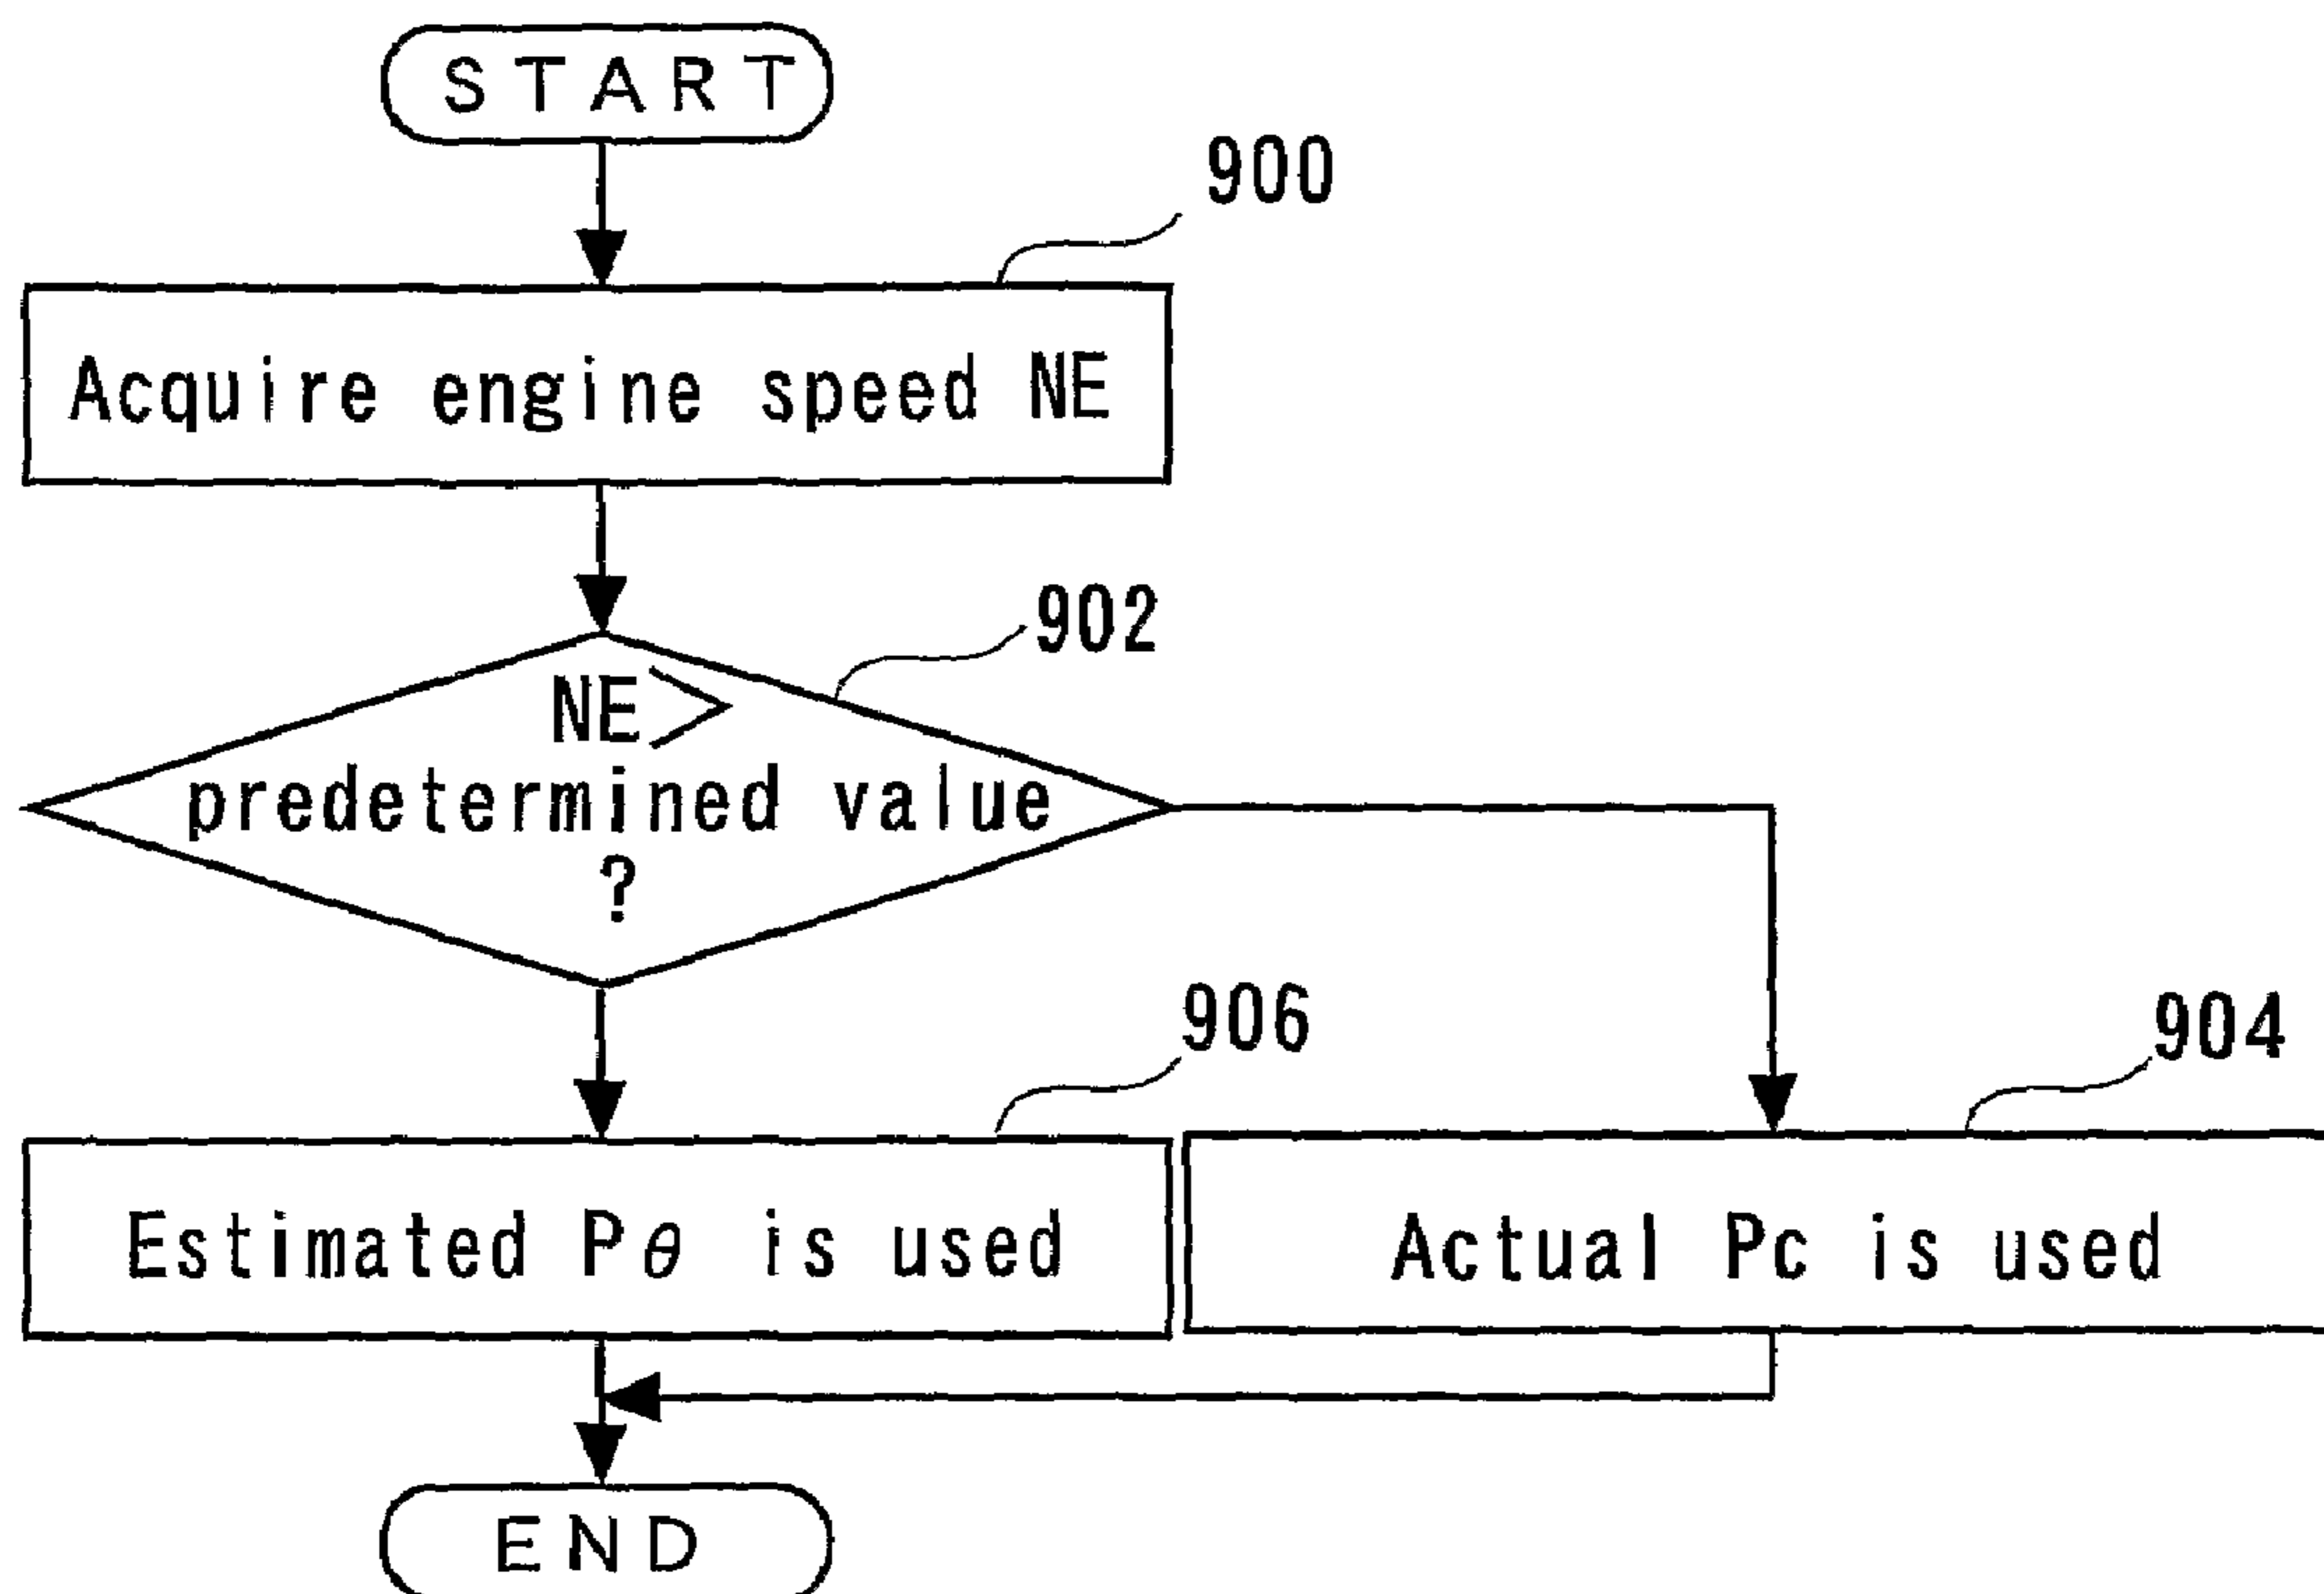 START
900
Acquire engine speed NE
902
NE>
predetermined value
?
906
904
Estimated Pθ is used
Actual Pc is used
END